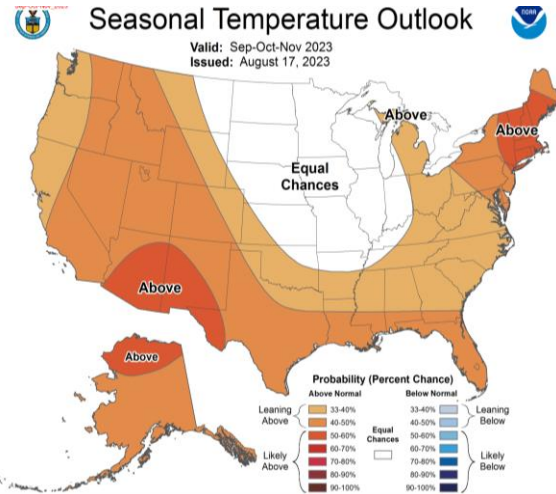 Seasonal Temperature Outlook
Valid: Sep-Oct-Nov 2023
Issued: August 17, 2023
Above
Above
Equal
Chances
Above
Above
Probability (Percent Chance)
Above Normal
Below Normal
Leaning
Above
33-40%
40-50%
Likely
Above
50-60%
60-70%
70-80%
80-90%
90-100%
Equal
Chances
33-40%
40-50%
Leaning
Below
50-60%
60-70%
70-80%
80-90%
90-100%
Likely
Below